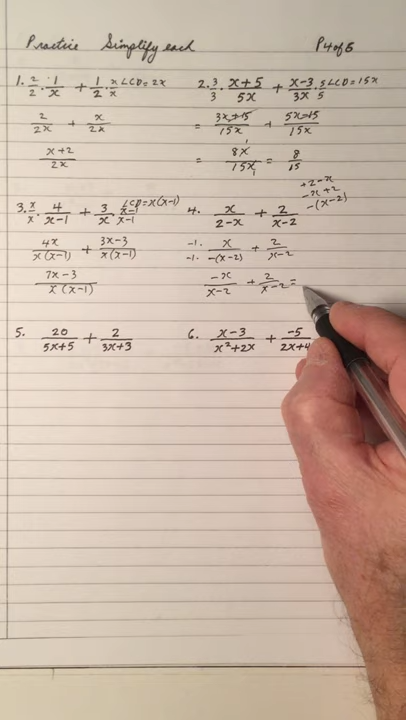 Practice Simplify each P4of5
1. 2/2 · 1/x + 1/2 · x/x LCD=2x
2/2x + x/2x
x+2/2x
2. 3/3 · x+5/5x + x-3/3x · 5/5 LCD=15x
= 3x+15/15x + 5x-15/15x
= 8x/15x = 8/15
3. x/x · 4/x-1 + 3/x · x-1/x-1 LCD=x(x-1)
4x/x(x-1) + 3x-3/x(x-1)
7x-3/x(x-1)
4. x/2-x + 2/x-2
+2-x
-x+2
-(x-2)
-1·/-1· x/-(x-2) + 2/x-2
-x/x-2 + 2/x-2 =
5. 20/5x+5 + 2/3x+3
6. x-3/x²+2x + -5/2x+4